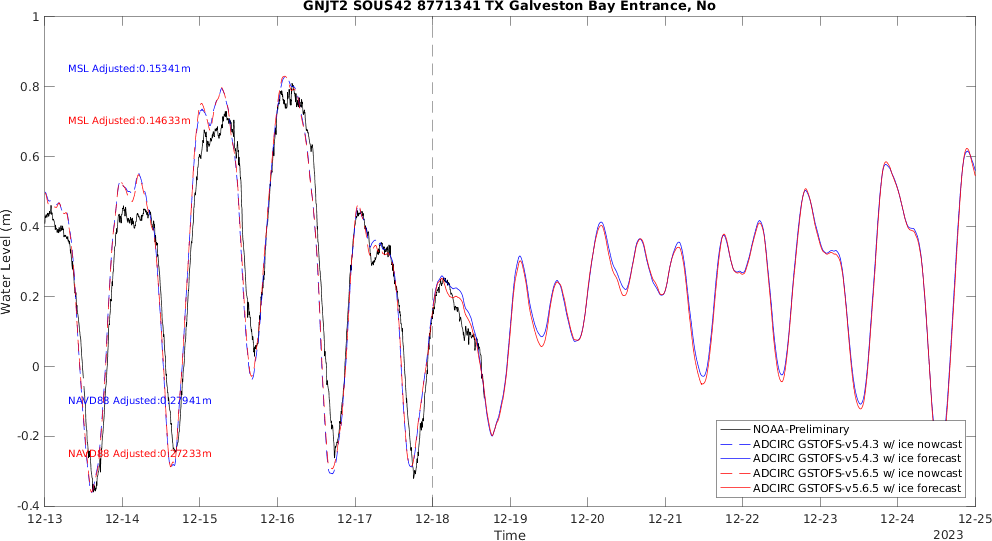 GNJT2 SOUS42 8771341 TX Galveston Bay Entrance, No
Water Level (m)
1
0.8
0.6
0.4
0.2
0
-0.2
-0.4
MSL Adjusted:0.15341m
MSL Adjusted:0.14633m
NAVD88 Adjusted:0.27941m
NAVD88 Adjusted:0.27233m
NOAA-Preliminary
ADCIRC GSTOFS-v5.4.3 w/ ice nowcast
ADCIRC GSTOFS-v5.4.3 w/ ice forecast
ADCIRC GSTOFS-v5.6.5 w/ ice nowcast
ADCIRC GSTOFS-v5.6.5 w/ ice forecast
12-13 12-14 12-15 12-16 12-17 12-18 12-19 12-20 12-21 12-22 12-23 12-24 12-25
Time
2023